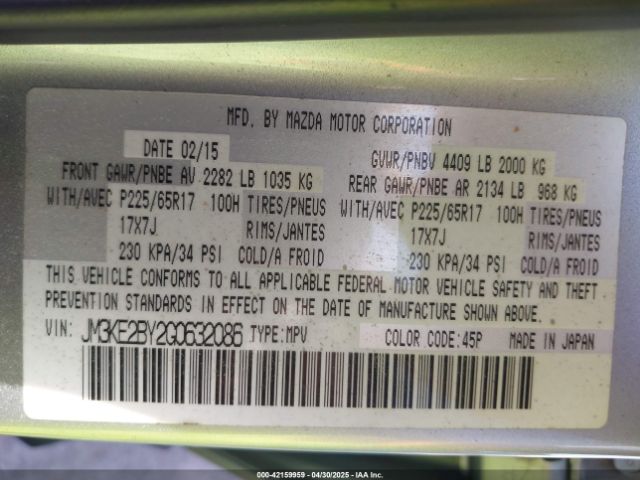 MFD. BY MAZDA MOTOR CORPORATION
DATE 02/15 GVWR/PNBV 4409 LB 2000 KG
FRONT GAWR/PNBE AV 2282 LB 1035 KG REAR GAWR/PNBE AR 2134 LB 968 KG
WITH/AVEC P225/65R17 100H TIRES/PNEUS WITH/AVEC P225/65R17 100H TIRES/PNEUS
17X7J RIMS/JANTES 17X7J RIMS/JANTES
230 KPA/34 PSI COLD/A FROID 230 KPA/34 PSI COLD/A FROID
THIS VEHICLE CONFORMS TO ALL APPLICABLE FEDERAL MOTOR VEHICLE SAFETY AND THEFT
PREVENTION STANDARDS IN EFFECT ON THE DATE OF MANUFACTURE SHOWN ABOVE.
VIN: JM3KE2BY2G0632086 TYPE:MPV COLOR CODE:45P MADE IN JAPAN
000-42159959 - 04/30/2025 - IAA Inc.